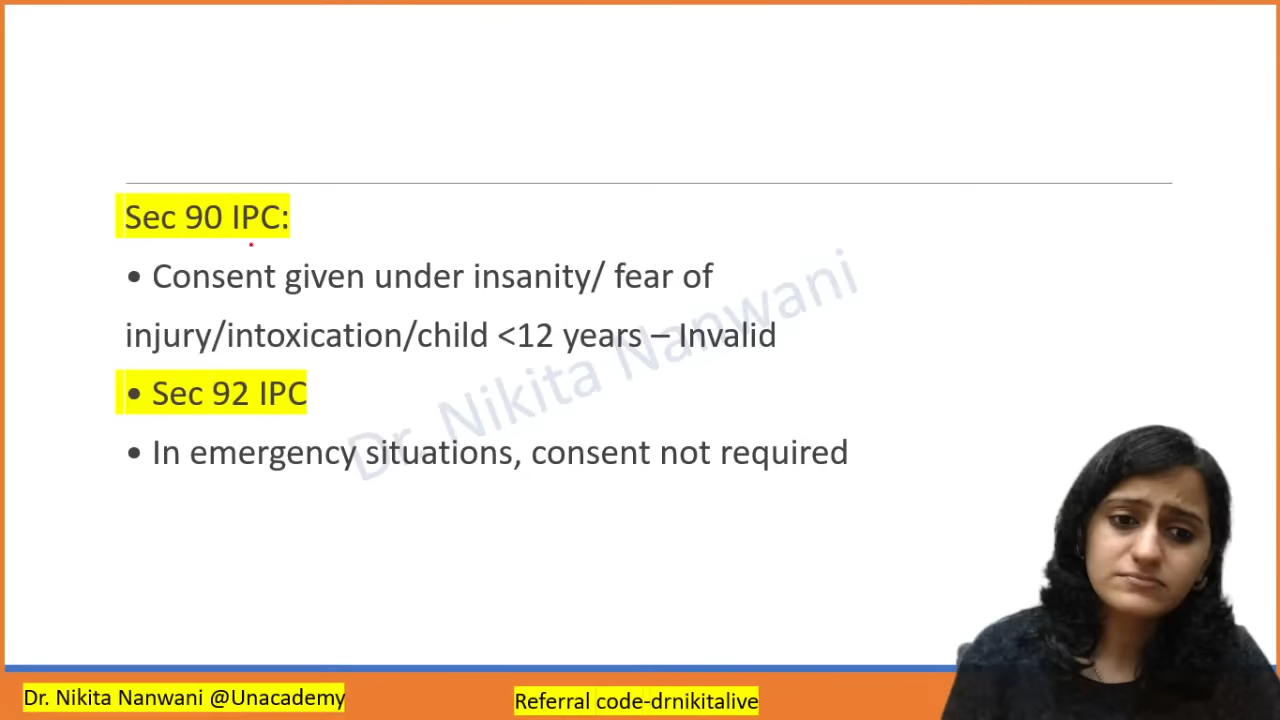 Sec 90 IPC:
• Consent given under insanity/ fear of
injury/intoxication/child <12 years – Invalid
• Sec 92 IPC
• In emergency situations, consent not required
Dr. Nikita Nanwani
Dr. Nikita Nanwani @Unacademy
Referral code-drnikitalive